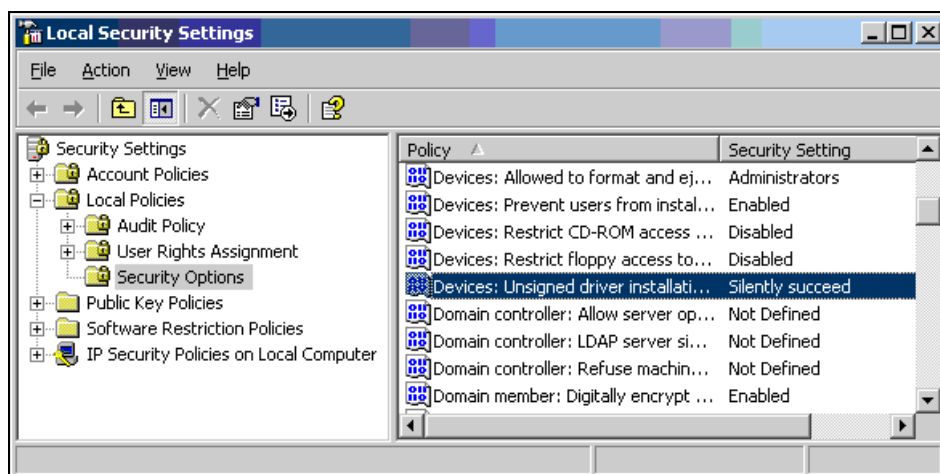 Local Security Settings
File Action View Help
Security Settings
Account Policies
Local Policies
Audit Policy
User Rights Assignment
Security Options
Public Key Policies
Software Restriction Policies
IP Security Policies on Local Computer
Policy Security Setting
Devices: Allowed to format and ej... Administrators
Devices: Prevent users from instal... Enabled
Devices: Restrict CD-ROM access ... Disabled
Devices: Restrict floppy access to... Disabled
Devices: Unsigned driver installati... Silently succeed
Domain controller: Allow server op... Not Defined
Domain controller: LDAP server si... Not Defined
Domain controller: Refuse machin... Not Defined
Domain member: Digitally encrypt ... Enabled